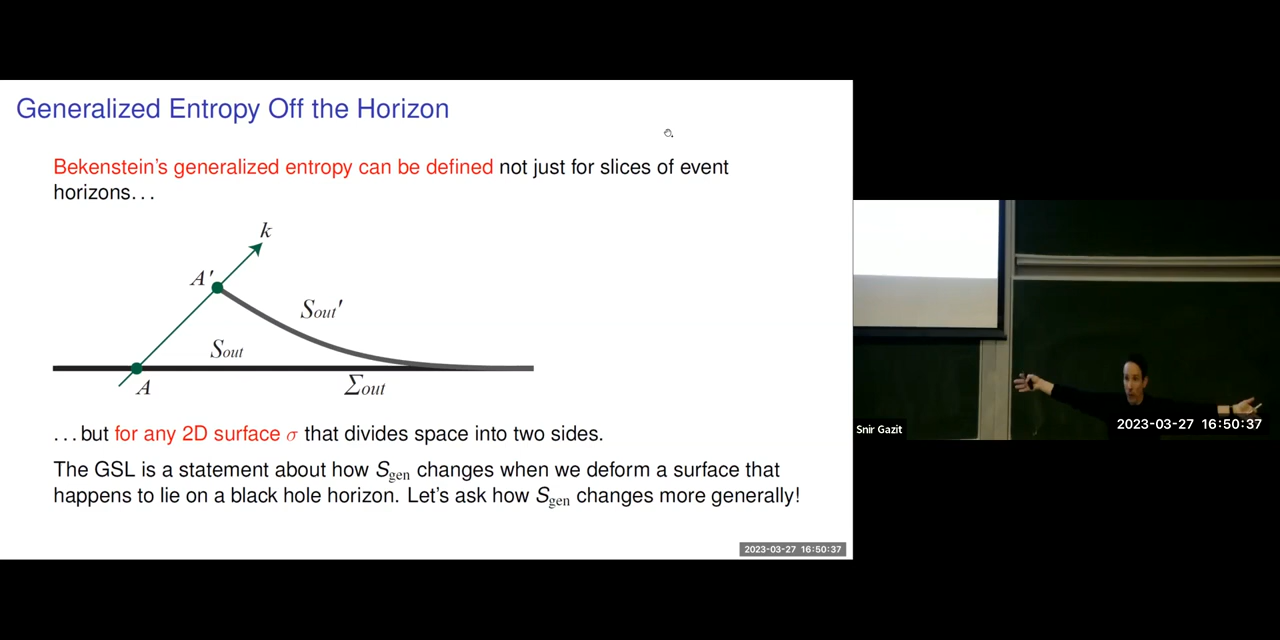 Generalized Entropy Off the Horizon
Bekenstein's generalized entropy can be defined not just for slices of event
horizons. . .
k
A′
Sout′
Sout
A
Σout
. . . but for any 2D surface σ that divides space into two sides.
The GSL is a statement about how Sgen changes when we deform a surface that
happens to lie on a black hole horizon. Let's ask how Sgen changes more generally!
2023-03-27 16:50:37
Snir Gazit
2023-03-27 16:50:37